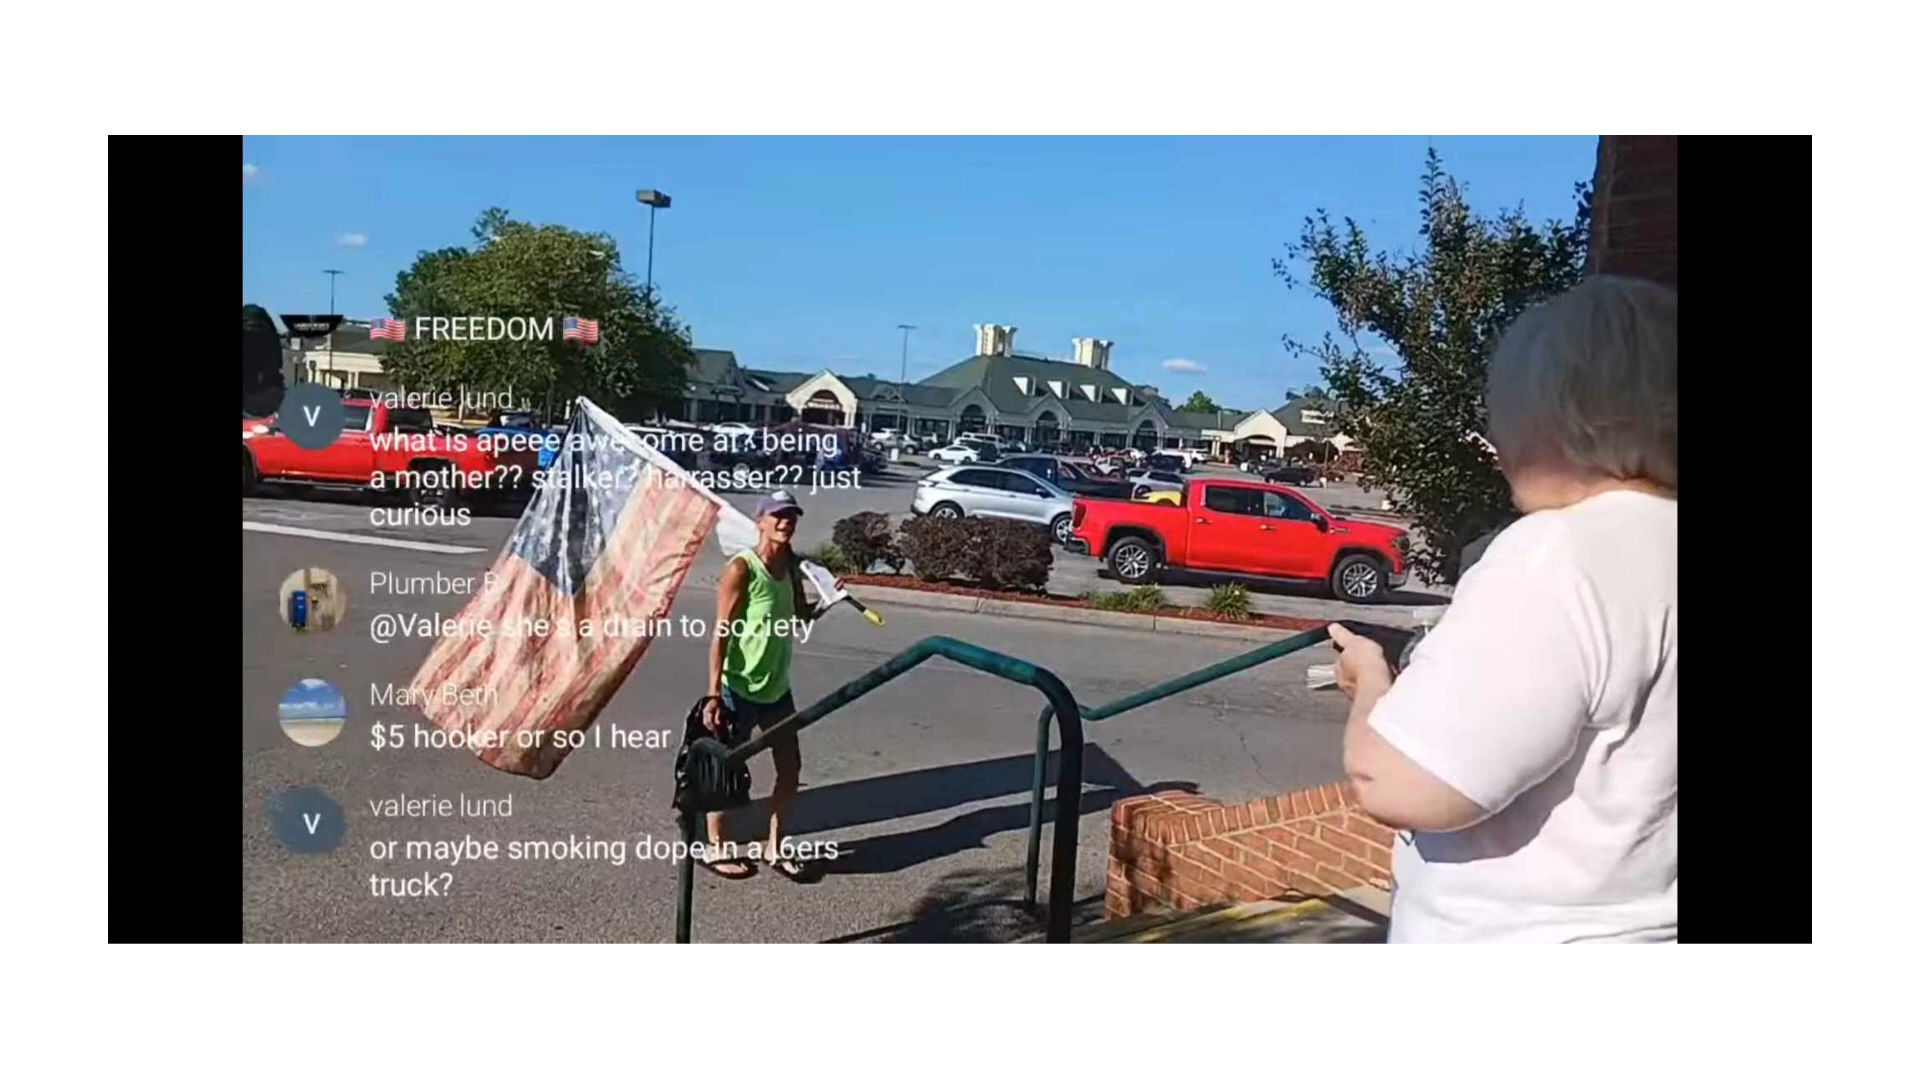 🇺🇸 FREEDOM 🇺🇸
valerie lund
what is apeee awesome at? being
a mother?? stalker? harrasser?? just
curious
Plumber B
@Valerie she's a drain to society
Mary Beth
$5 hooker or so I hear
valerie lund
or maybe smoking dope in a J6ers
truck?
V
V